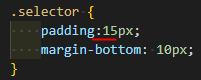 .selector {
    padding:15px;
    margin-bottom: 10px;
}